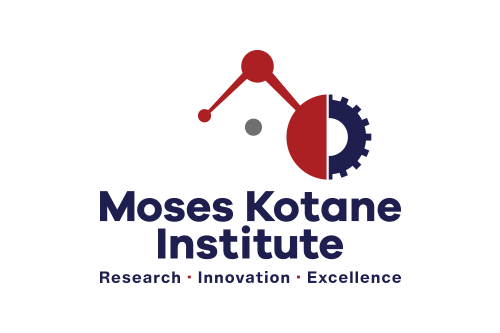 Moses Kotane
Institute
Research · Innovation · Excellence